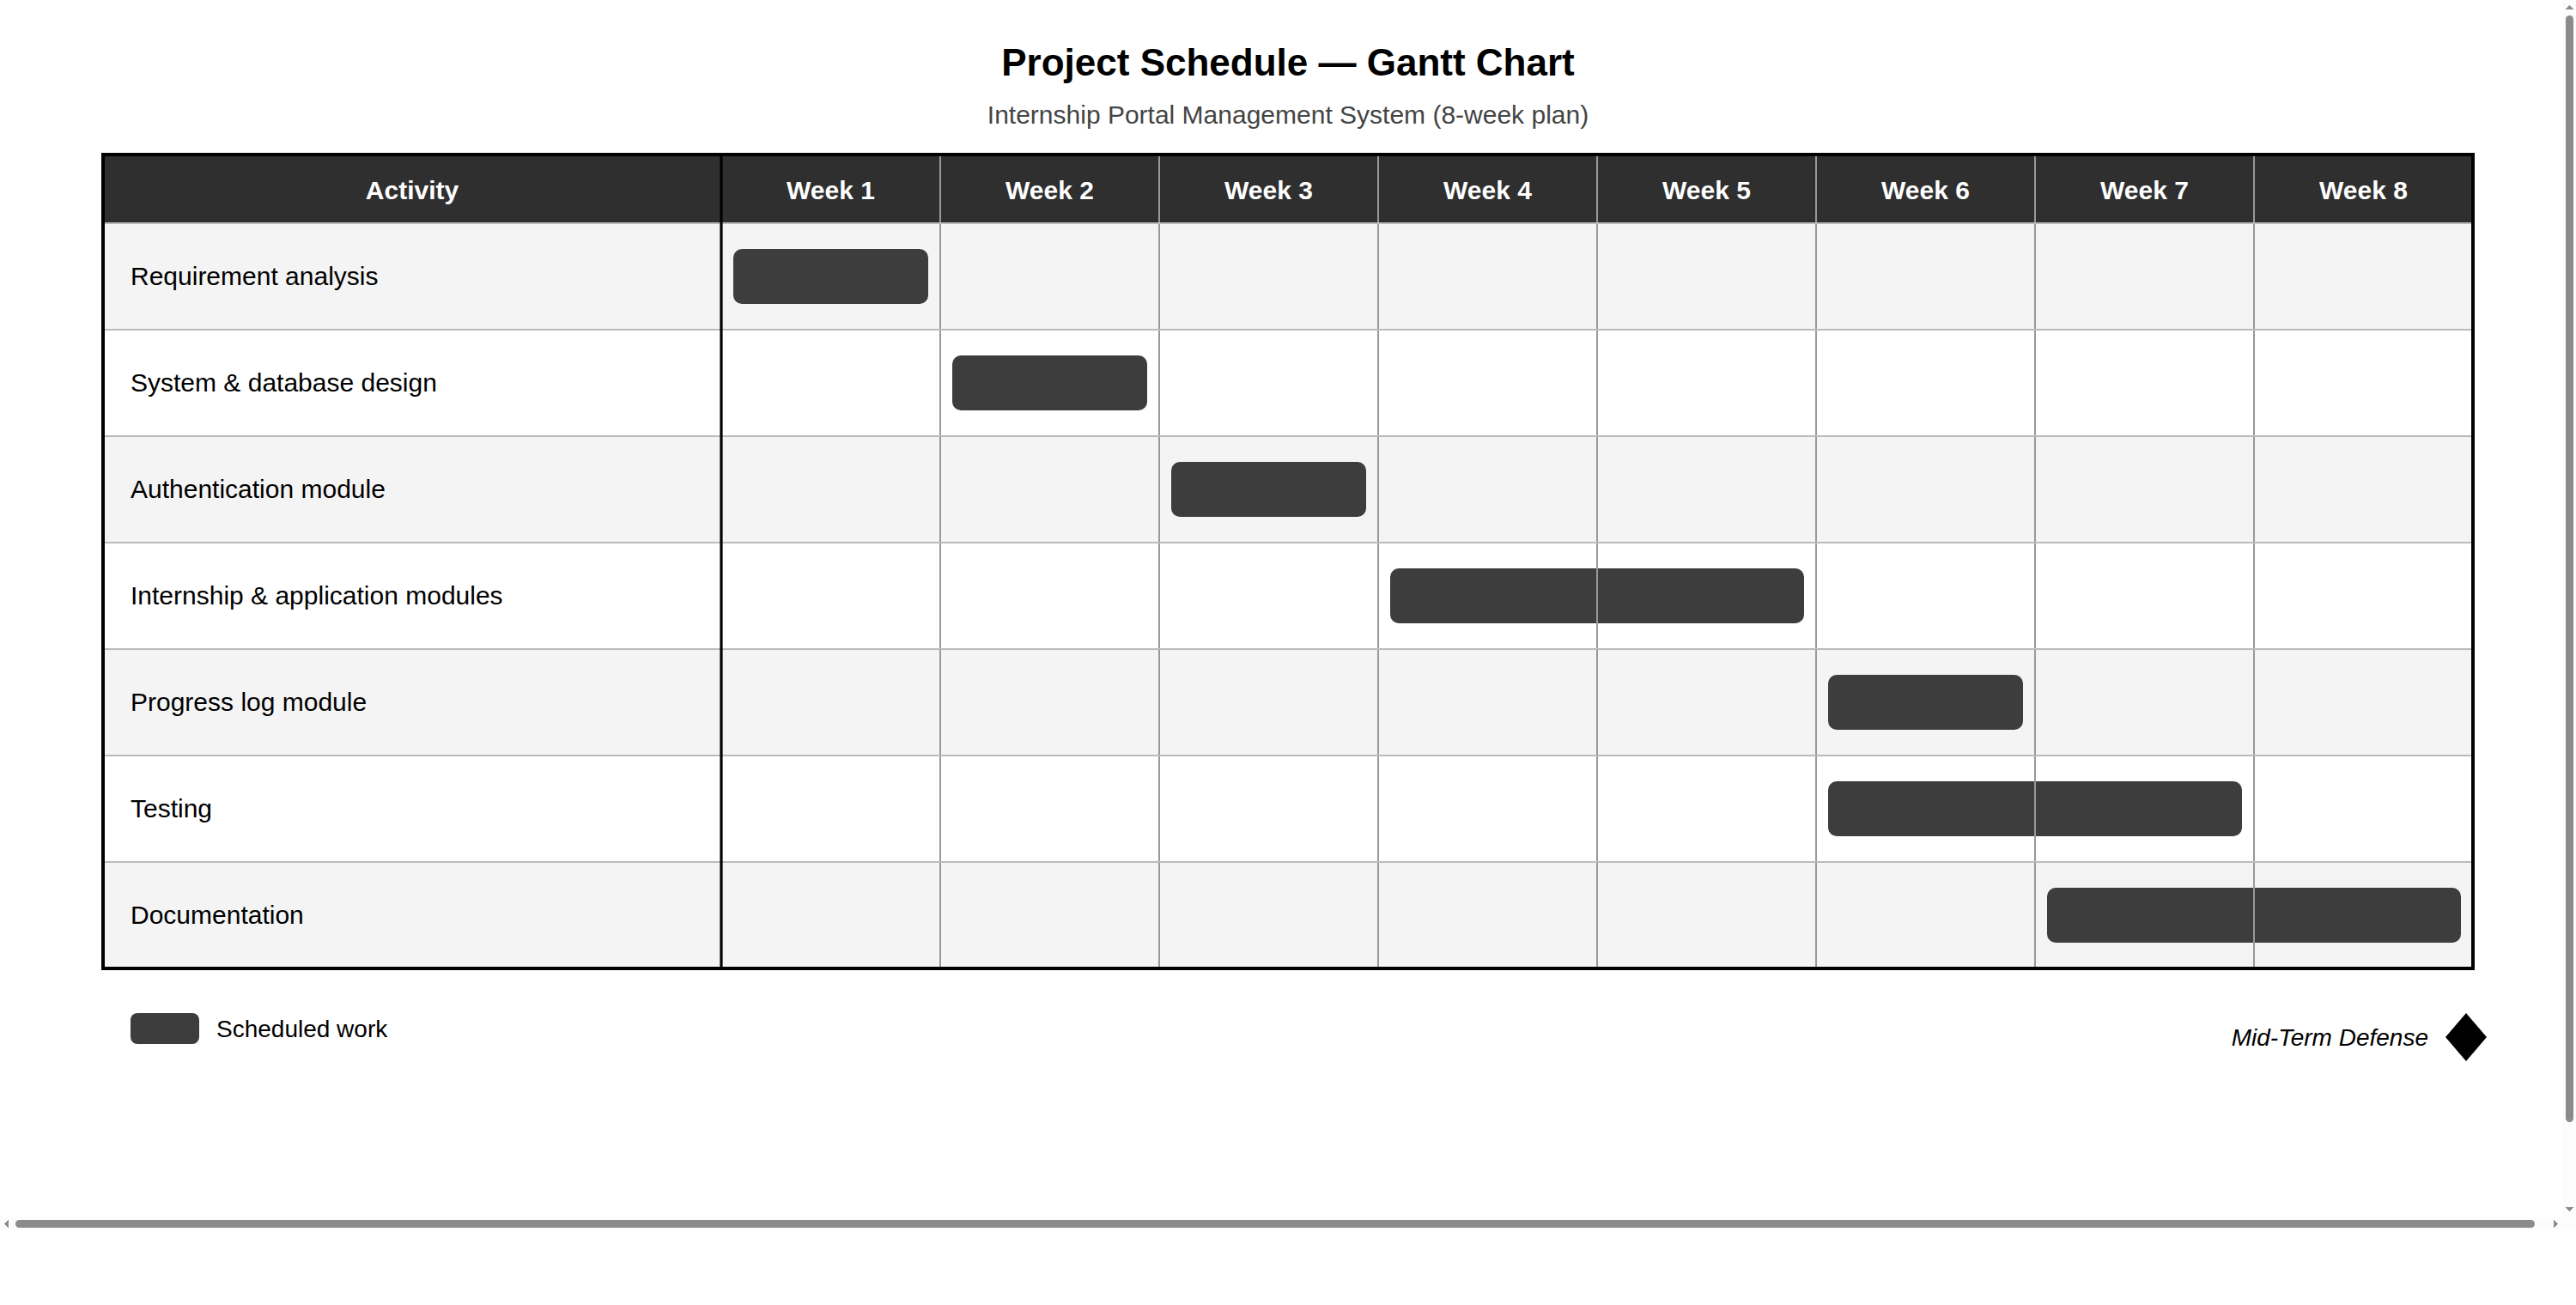 Project Schedule — Gantt Chart
Internship Portal Management System (8-week plan)
Activity Week 1 Week 2 Week 3 Week 4 Week 5 Week 6 Week 7 Week 8
Requirement analysis
System & database design
Authentication module
Internship & application modules
Progress log module
Testing
Documentation
Scheduled work
Mid-Term Defense